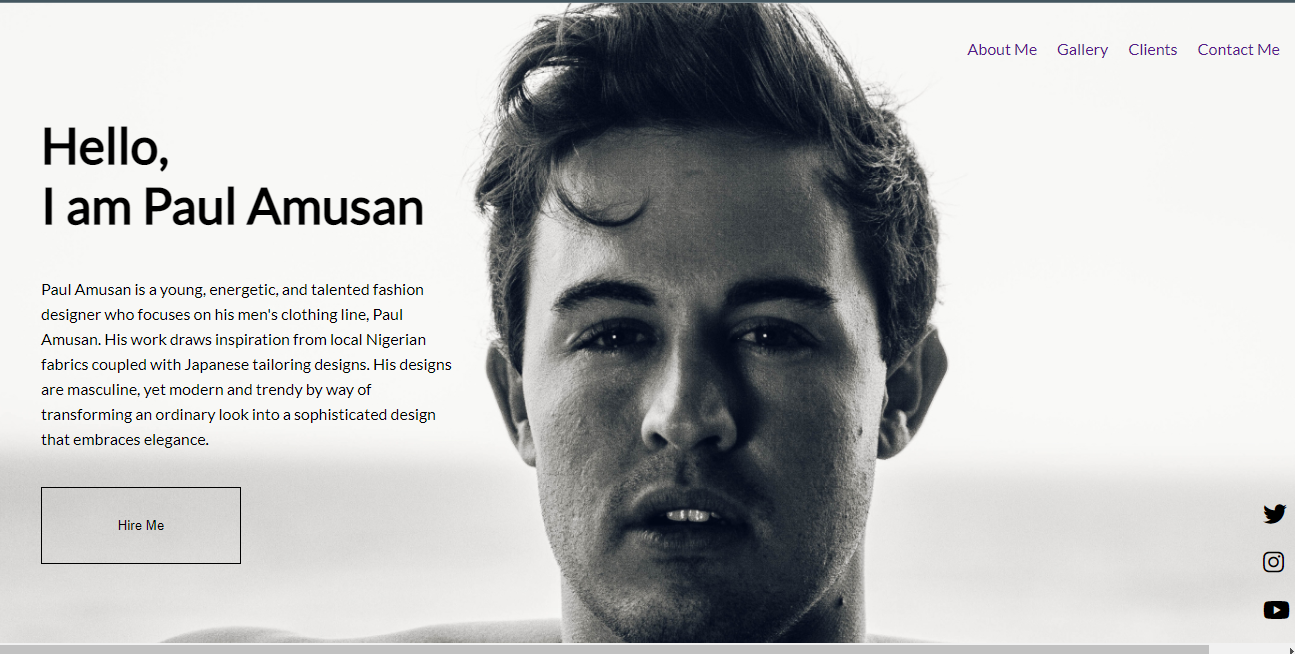 About Me Gallery Clients Contact Me
Hello,
I am Paul Amusan
Paul Amusan is a young, energetic, and talented fashion
designer who focuses on his men's clothing line, Paul
Amusan. His work draws inspiration from local Nigerian
fabrics coupled with Japanese tailoring designs. His designs
are masculine, yet modern and trendy by way of
transforming an ordinary look into a sophisticated design
that embraces elegance.
Hire Me